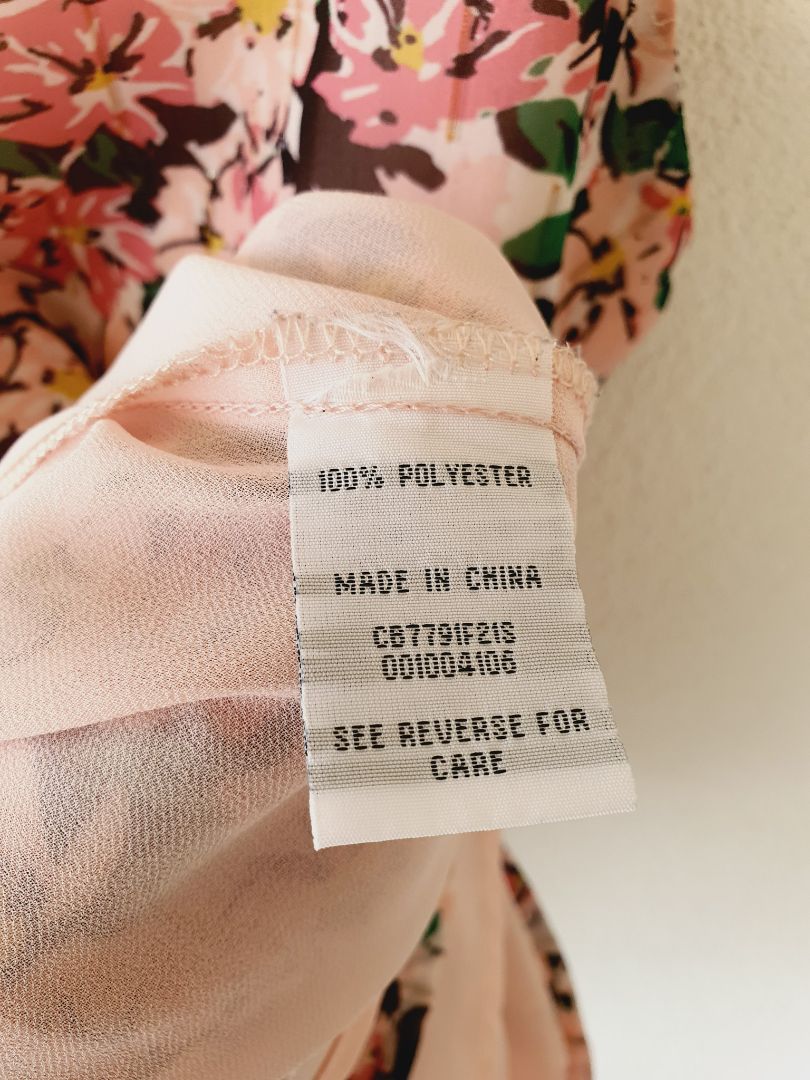 100% POLYESTER
MADE IN CHINA
CB7791F21S
001004106
SEE REVERSE FOR
CARE